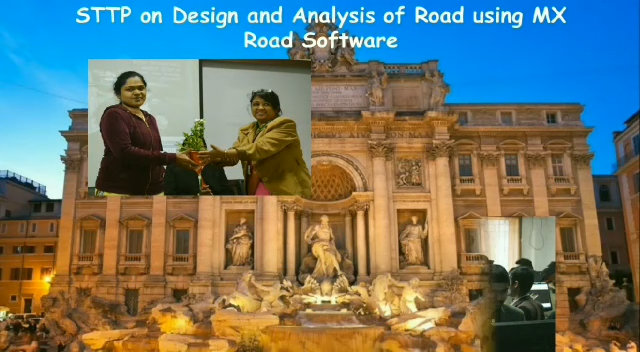 STTP on Design and Analysis of Road using MX
Road Software